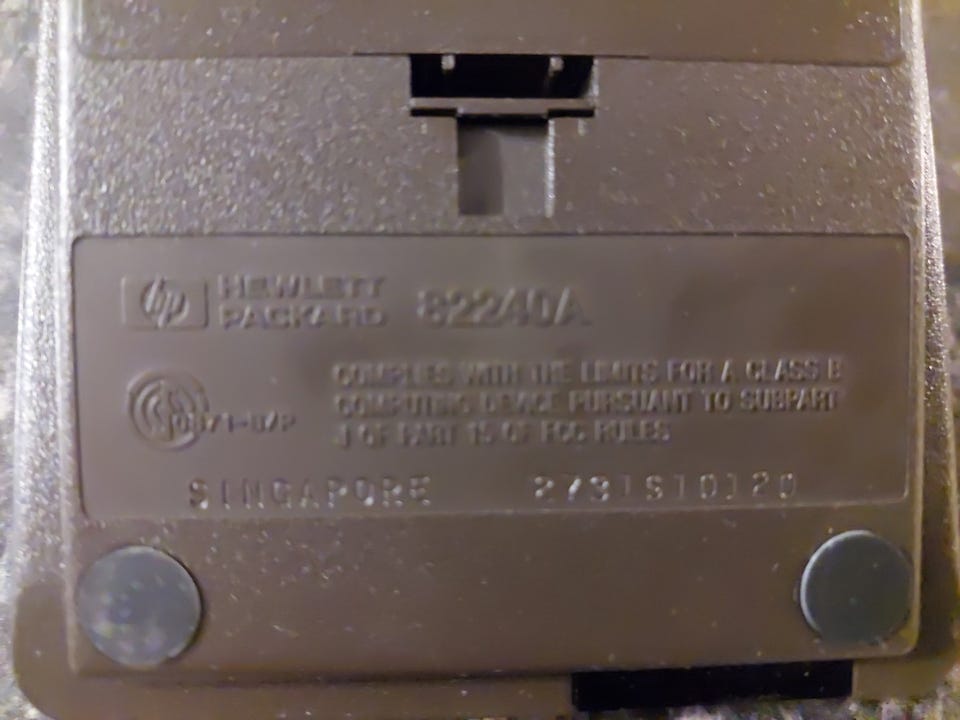 hp HEWLETT PACKARD 82240A
COMPLIES WITH THE LIMITS FOR A CLASS B
COMPUTING DEVICE PURSUANT TO SUBPART
J OF PART 15 OF FCC RULES
SINGAPORE 2731S10120